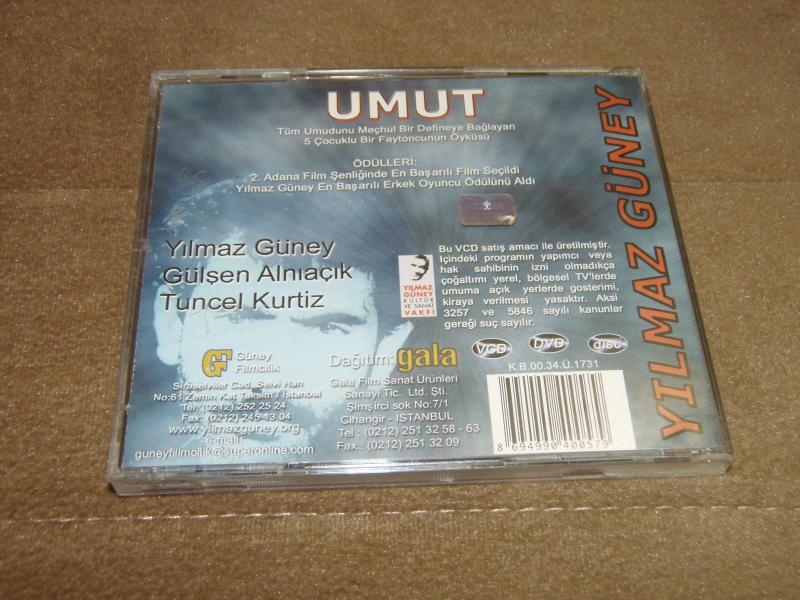 UMUT
Tüm Umudunu Meçhul Bir Defineye Bağlayan
5 Çocuklu Bir Faytoncunun Öyküsü
ÖDÜLLERİ:
2. Adana Film Şenliğinde En Başarılı Film Seçildi
Yılmaz Güney En Başarılı Erkek Oyuncu Ödülünü Aldı
YILMAZ GÜNEY
Yılmaz Güney
Gülşen Alnıaçık
Tuncel Kurtiz
YILMAZ
GÜNEY
KÜLTÜR
VE SANAT
VAKFI
Bu VCD satış amacı ile üretilmiştir.
İçindeki programın yapımcı veya
hak sahibinin izni olmadıkça
çoğaltımı yerel, bölgesel TV'lerde
umuma açık yerlerde gosterimi,
kiraya verilmesi yasaktır. Aksi
3257 ve 5846 sayılı kanunlar
gereği suç sayılır.
VCD
DVD
disc
K.B.00.34.Ü.1731
GF
Güney
Filmcilik
Sıraselviler Cad. Selvi Han
No:61 Zemin Kat Taksim / İstanbul
Tel: (0212) 252 25 24
Fax: (0212) 245 13 04
www.yilmazguney.org
e-mail:
guneyfilimcilik@superonline.com
Dağıtım: gala
Gala Film Sanat Ürünleri
Sanayi Tic. Ltd. Şti.
Şimşirci sok No:7/1
Cihangir - İSTANBUL
Tel : (0212) 251 32 58 - 63
Fax : (0212) 251 32 09
8 694990 400579